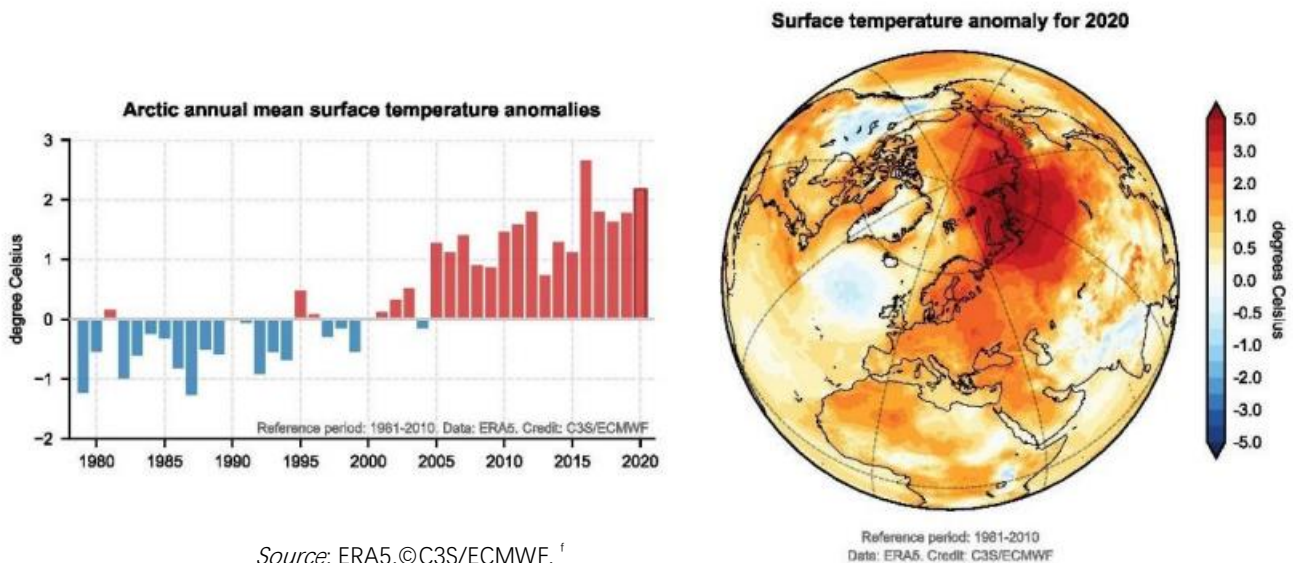 Surface temperature anomaly for 2020
Arctic annual mean surface temperature anomalies
degree Celsius
3
2
1
0
−1
−2
Reference period: 1981-2010. Data: ERA5. Credit: C3S/ECMWF
1980 1985 1990 1995 2000 2005 2010 2015 2020
5.0
3.0
2.0
1.0
0.5
0.0
-0.5
-1.0
-2.0
-3.0
-5.0
degrees Celsius
Reference period: 1981-2010
Data: ERA5. Credit: C3S/ECMWF
Source: ERA5.©C3S/ECMWF. f